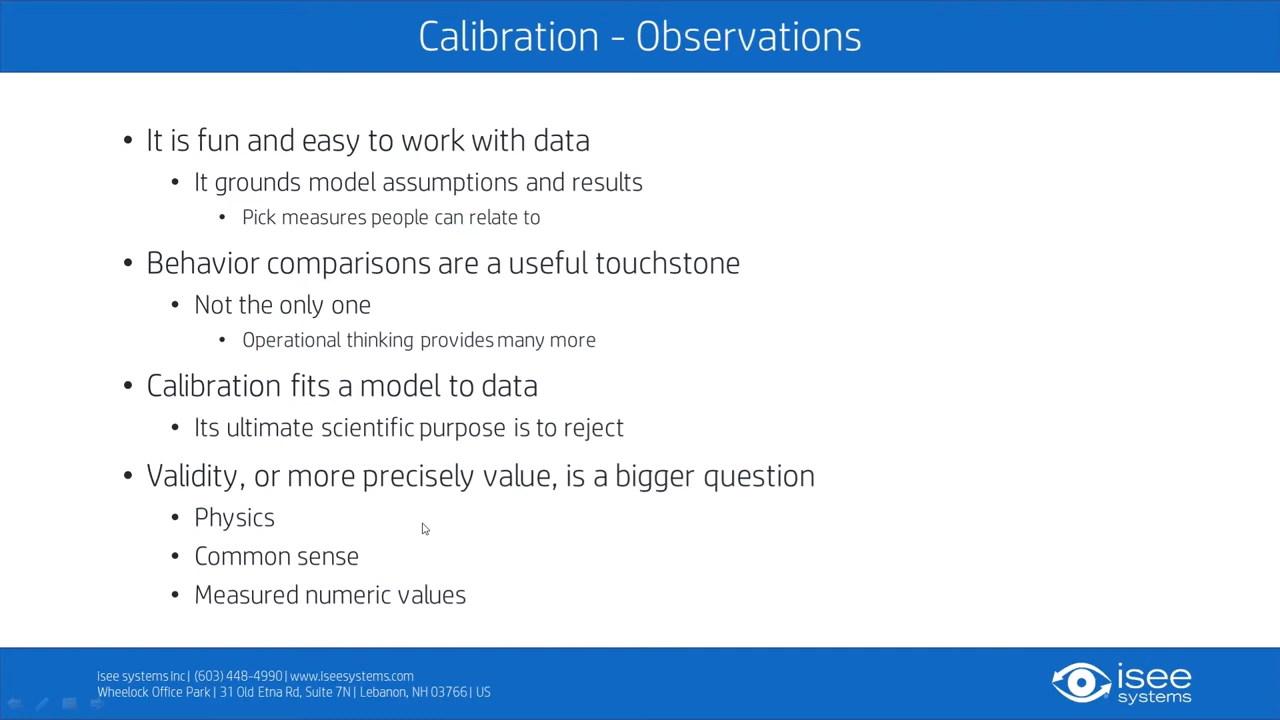 Calibration - Observations
• It is fun and easy to work with data
• It grounds model assumptions and results
• Pick measures people can relate to
• Behavior comparisons are a useful touchstone
• Not the only one
• Operational thinking provides many more
• Calibration fits a model to data
• Its ultimate scientific purpose is to reject
• Validity, or more precisely value, is a bigger question
• Physics
• Common sense
• Measured numeric values
isee systems Inc | (603) 448-4990 | www.iseesystems.com
Wheelock Office Park | 31 Old Etna Rd, Suite 7N | Lebanon, NH 03766 | US
isee
systems